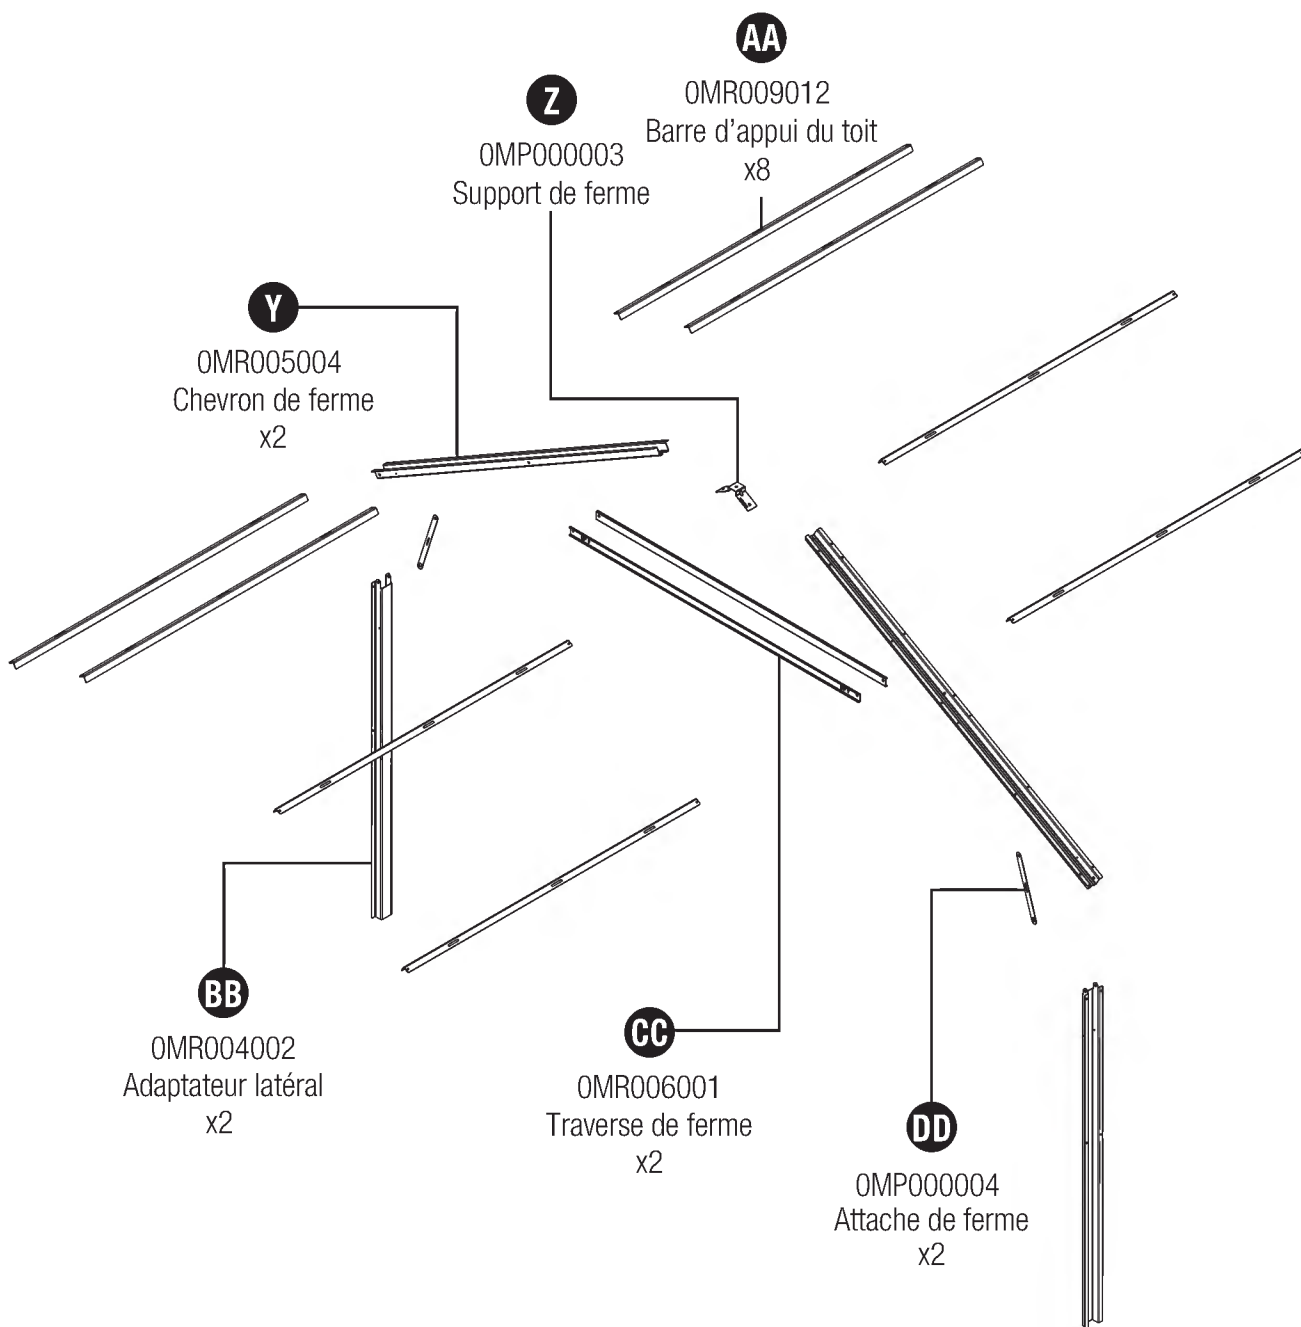 AA
0MR009012
Barre d'appui du toit
x8
Z
0MP000003
Support de ferme
Y
0MR005004
Chevron de ferme
x2
BB
0MR004002
Adaptateur latéral
x2
CC
0MR006001
Traverse de ferme
x2
DD
0MP000004
Attache de ferme
x2